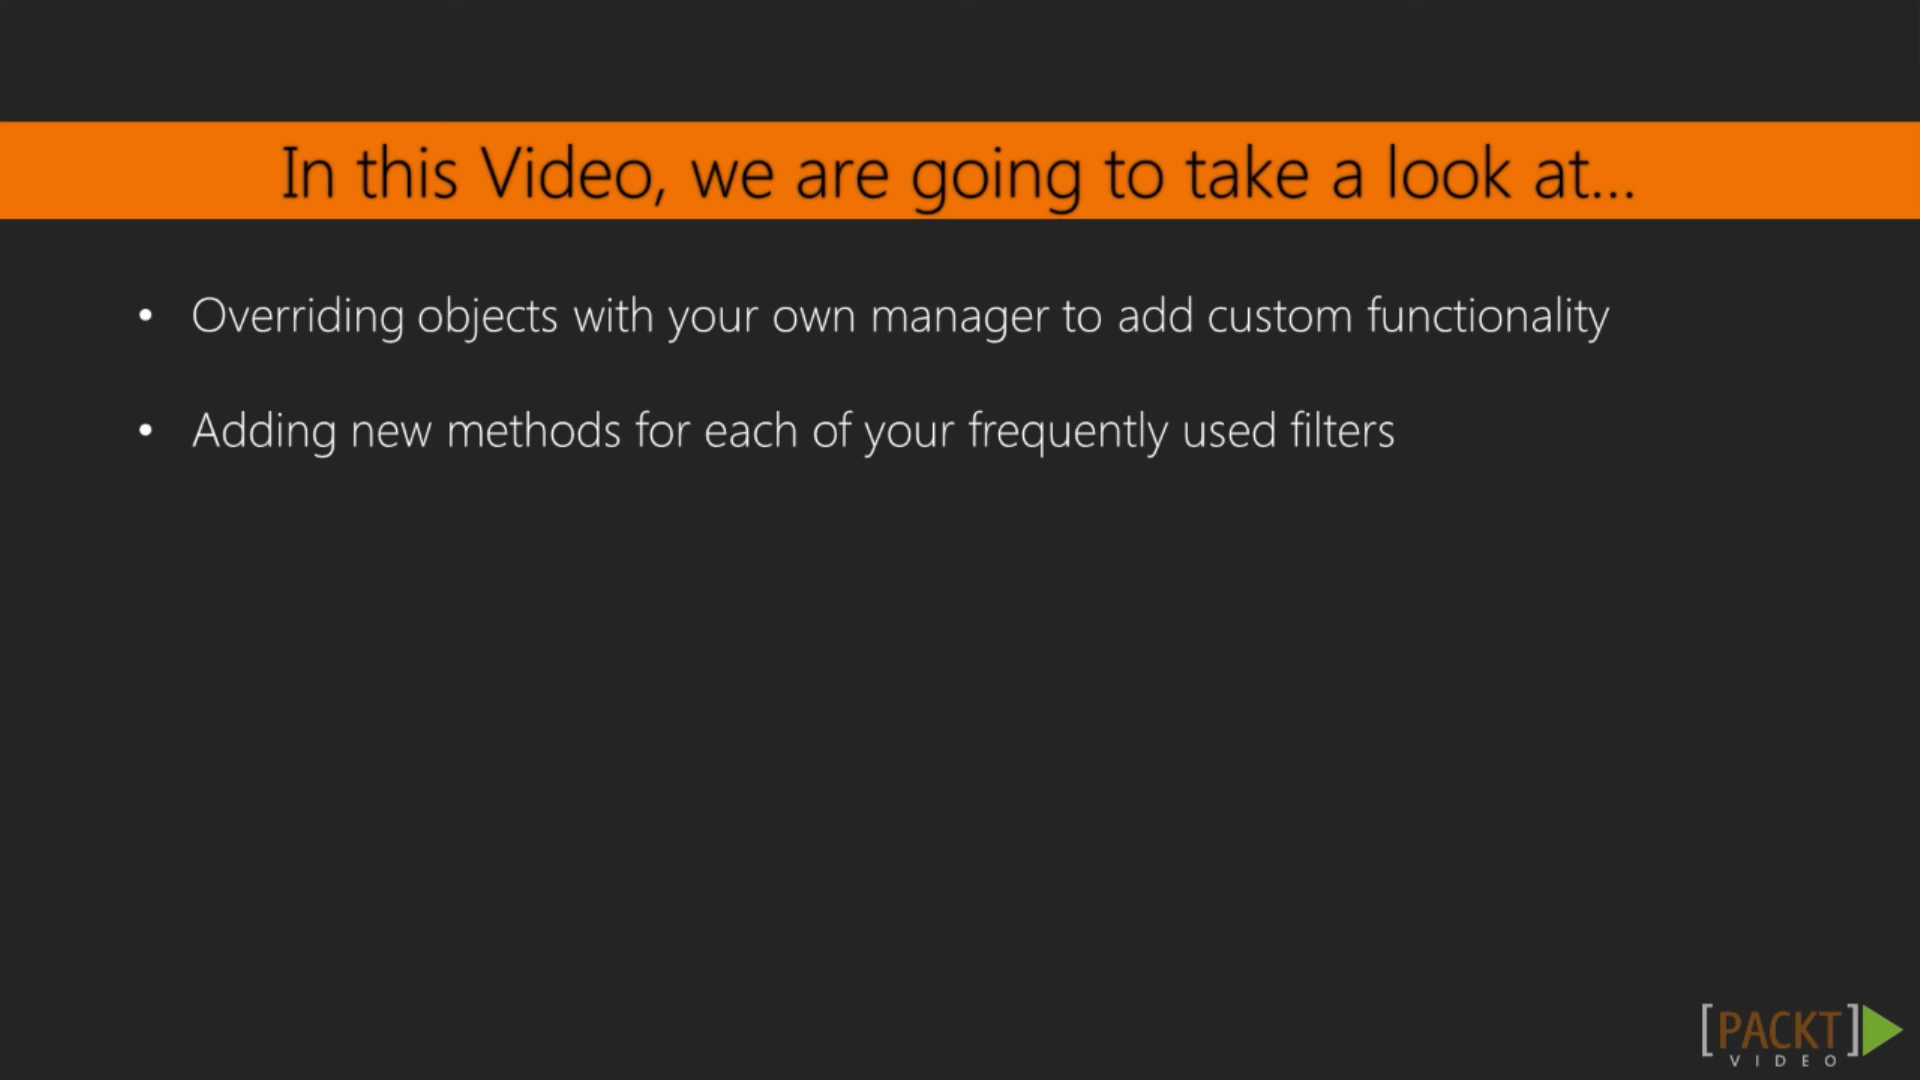 In this Video, we are going to take a look at...
• Overriding objects with your own manager to add custom functionality
• Adding new methods for each of your frequently used filters
[PACKT]
VIDEO